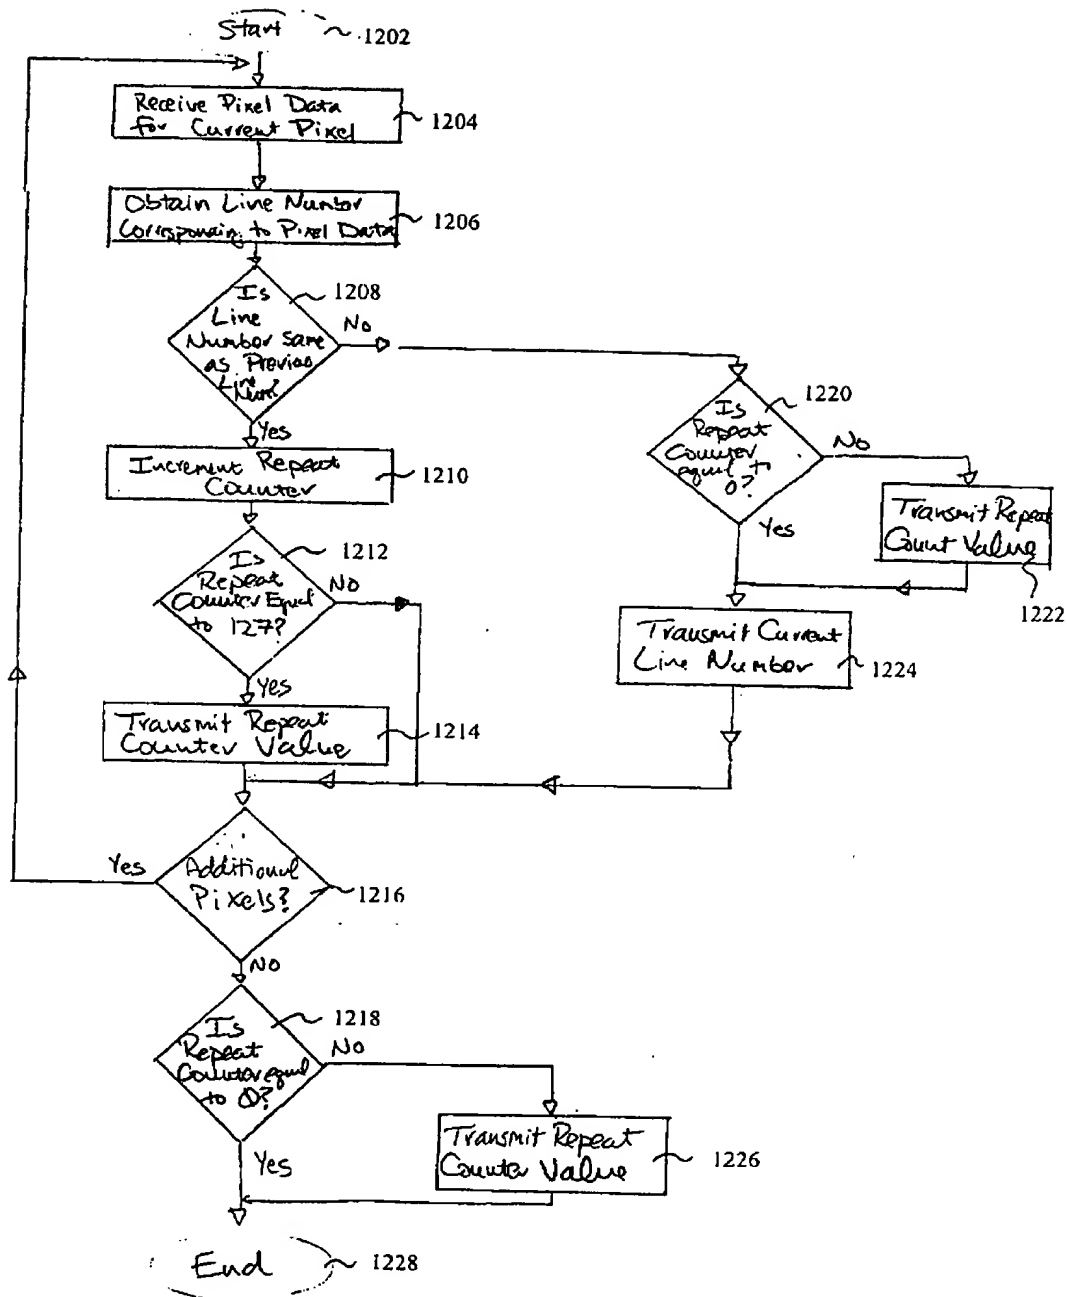 Start
1202
Receive Pixel Data
for Current Pixel
1204
Obtain Line Number
Corresponding to Pixel Data
1206
Is
Line
Number Same
as Previous
Line
Num?
1208
No
Yes
Increment Repeat
Counter
1210
Is
Repeat
Counter Equal
to 127?
1212
No
Yes
Transmit Repeat
Counter Value
1214
Is
Repeat
Counter
equal to
0?
1220
No
Yes
Transmit Repeat
Count Value
1222
Transmit Current
Line Number
1224
Additional
Pixels?
1216
Yes
No
Is
Repeat
Counter equal
to 0?
1218
No
Yes
Transmit Repeat
Counter Value
1226
End
1228